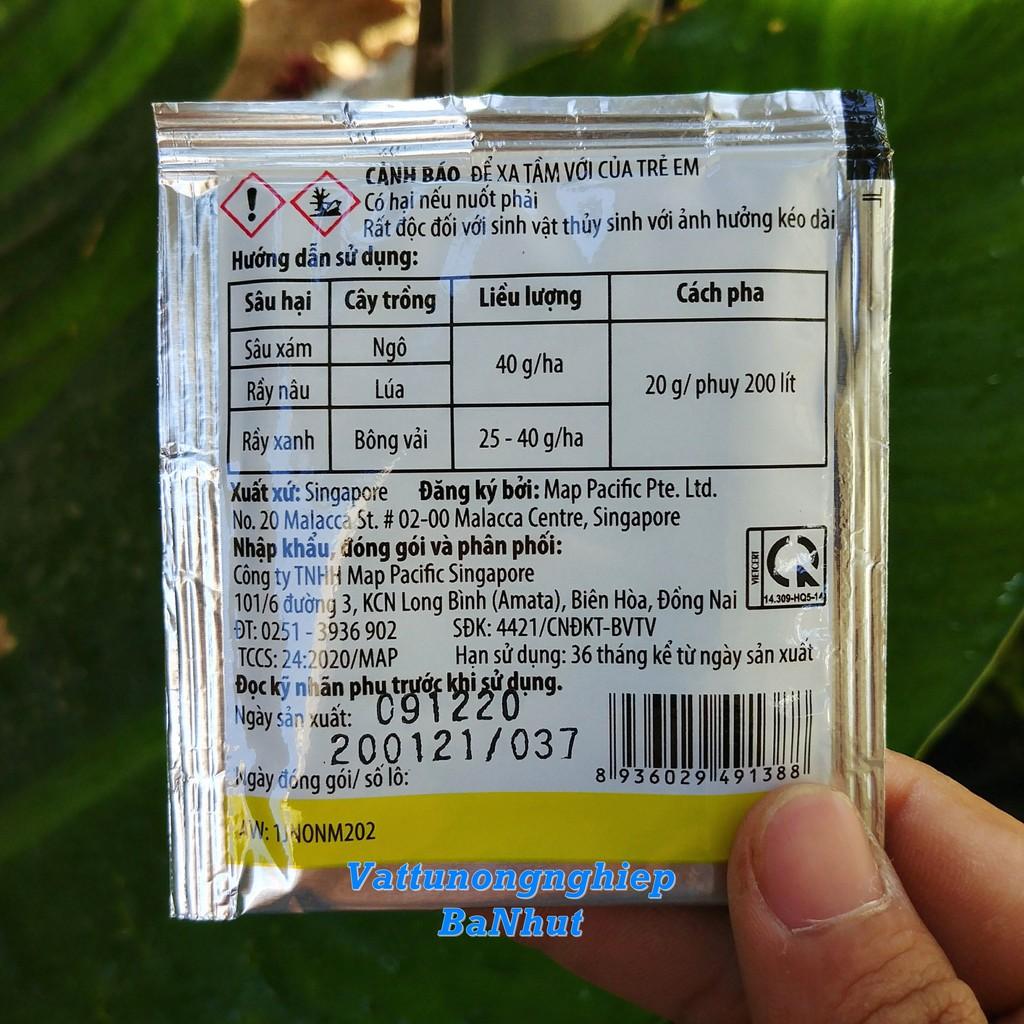 CẢNH BÁO ĐỂ XA TẦM VỚI CỦA TRẺ EM
Có hại nếu nuốt phải
Rất độc đối với sinh vật thủy sinh với ảnh hưởng kéo dài
Hướng dẫn sử dụng:
Sâu hại Cây trồng Liều lượng Cách pha
Sâu xám Ngô 40 g/ha 20 g/ phuy 200 lít
Rầy nâu Lúa
Rầy xanh Bông vải 25 - 40 g/ha
Xuất xứ: Singapore Đăng ký bởi: Map Pacific Pte. Ltd.
No. 20 Malacca St. # 02-00 Malacca Centre, Singapore
Nhập khẩu, đóng gói và phân phối:
Công ty TNHH Map Pacific Singapore
101/6 đường 3, KCN Long Bình (Amata), Biên Hòa, Đồng Nai
VIETCERT
14.309-HQ5-14
ĐT: 0251 - 3936 902 SĐK: 4421/CNĐKT-BVTV
TCCS: 24:2020/MAP Hạn sử dụng: 36 tháng kể từ ngày sản xuất
Đọc kỹ nhãn phụ trước khi sử dụng.
Ngày sản xuất: 091220
200121/037
Ngày đóng gói/ số lô:
8 936029 491388
AW: 1JNONM202
Vattunongnghiep
BaNhut